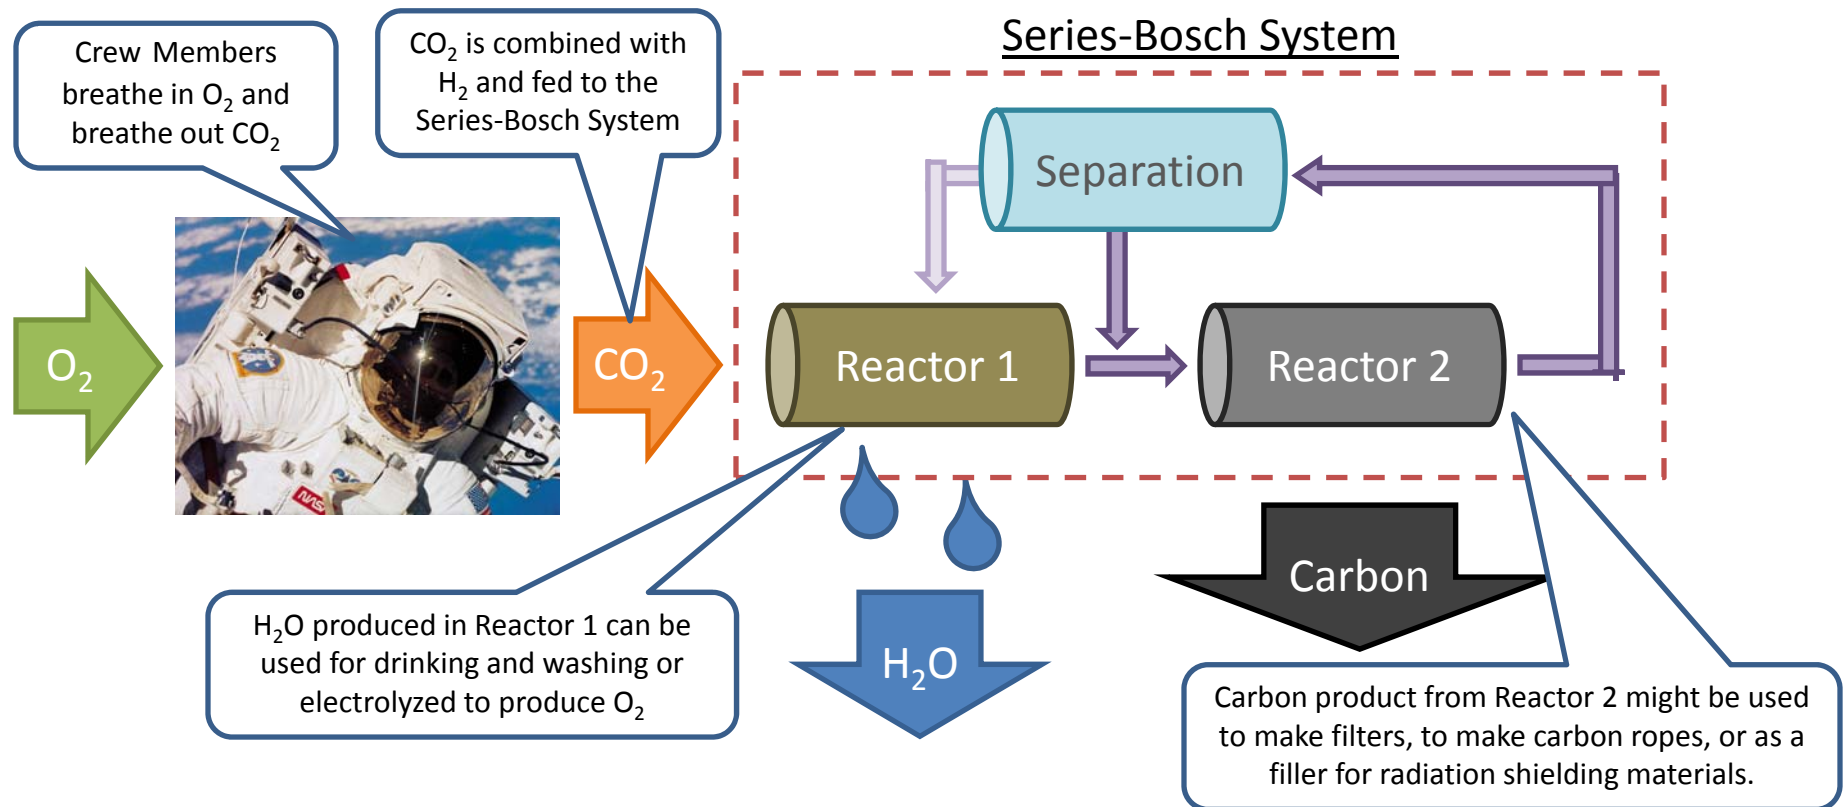 Crew Members
breathe in O₂ and
breathe out CO₂
CO₂ is combined with
H₂ and fed to the
Series-Bosch System
Series-Bosch System
Separation
O₂
CO₂
Reactor 1
Reactor 2
NASA
H₂O produced in Reactor 1 can be
used for drinking and washing or
electrolyzed to produce O₂
H₂O
Carbon
Carbon product from Reactor 2 might be used
to make filters, to make carbon ropes, or as a
filler for radiation shielding materials.